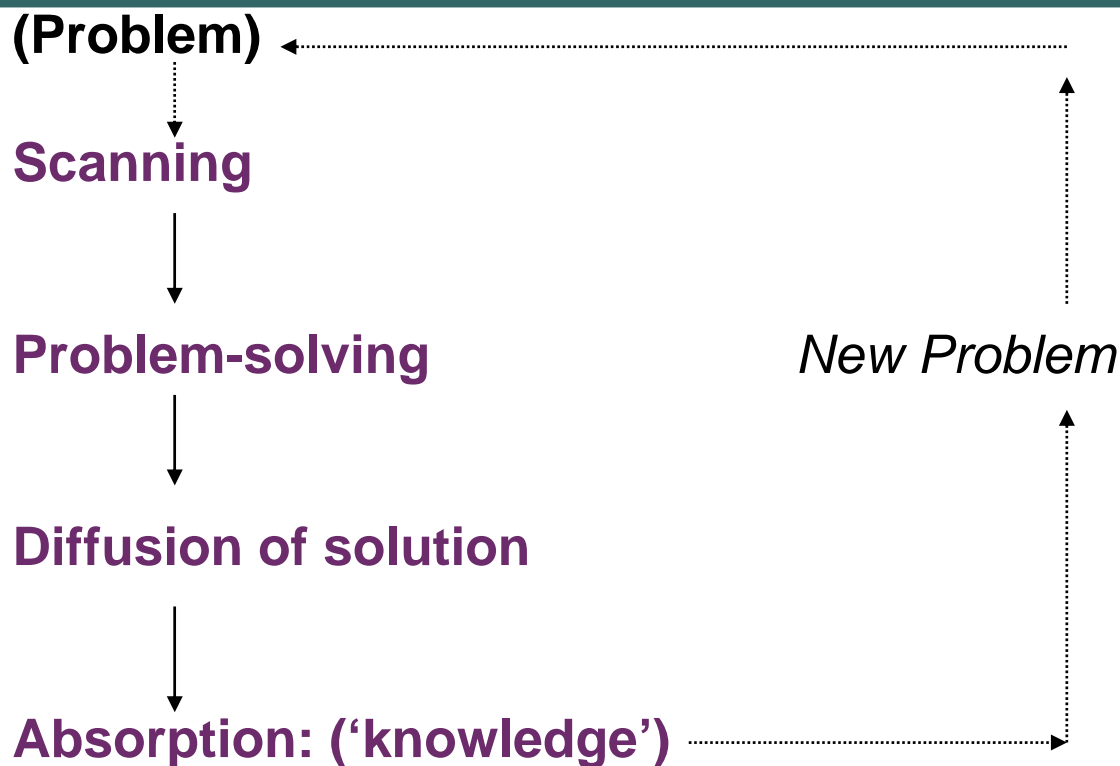 (Problem)
Scanning
Problem-solving
New Problem
Diffusion of solution
Absorption: (‘knowledge’)